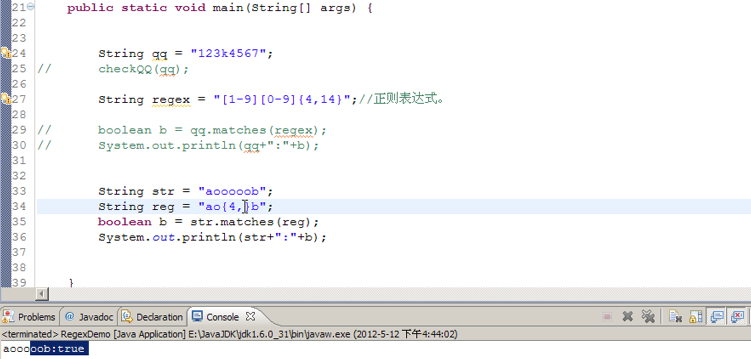 21 public static void main(String[] args) {
22
23
24 String qq = "123k4567";
25 // checkQQ(qq);
26
27 String regex = "[1-9][0-9]{4,14}";//正则表达式。
28
29 // boolean b = qq.matches(regex);
30 // System.out.println(qq+":"+b);
31
32
33 String str = "aooooob";
34 String reg = "ao{4,}b";
35 boolean b = str.matches(reg);
36 System.out.println(str+":"+b);
37
38
39 }
Problems @ Javadoc Declaration Console
<terminated> RegexDemo [Java Application] E:\JavaJDK\jdk1.6.0_31\bin\javaw.exe (2012-5-12 下午4:44:02)
aooooob:true